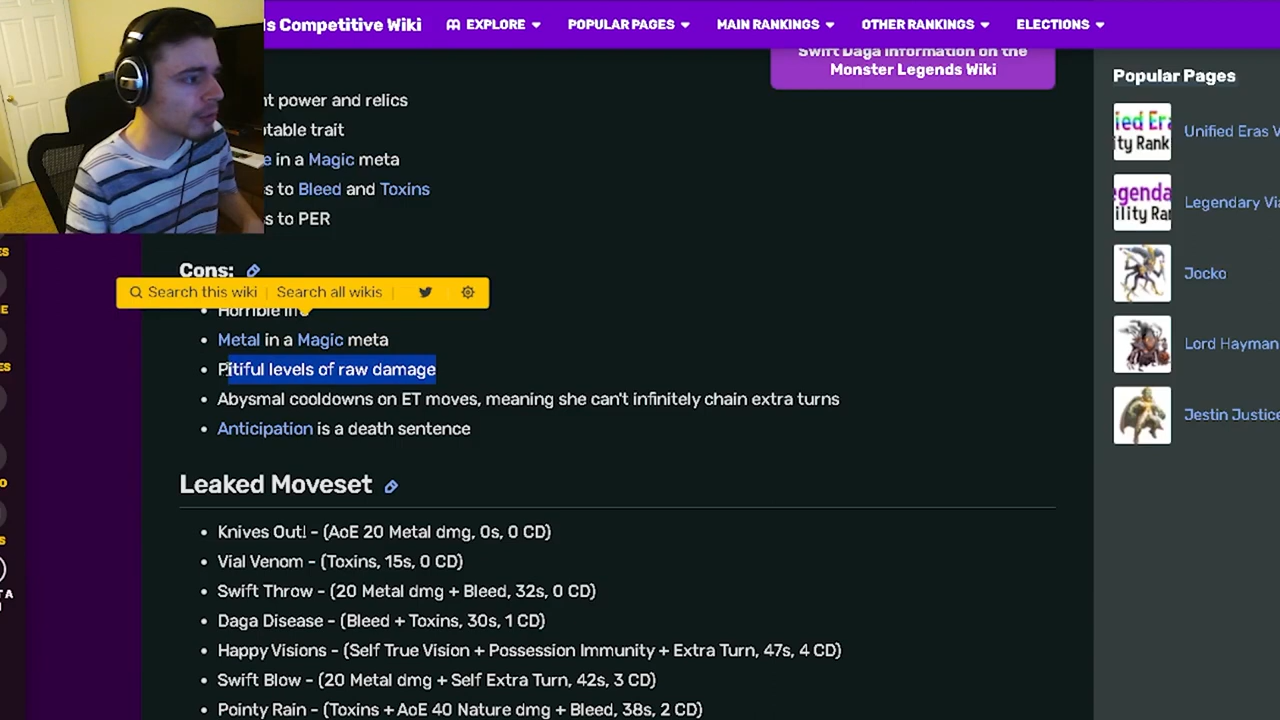 ls Competitive Wiki
EXPLORE
POPULAR PAGES
MAIN RANKINGS
OTHER RANKINGS
ELECTIONS
Swift Daga information on the
Monster Legends Wiki
Popular Pages
nt power and relics
table trait
e in a Magic meta
s to Bleed and Toxins
s to PER
Cons:
Search this wiki
Search all wikis
Horrible
Metal in a Magic meta
Pitiful levels of raw damage
Abysmal cooldowns on ET moves, meaning she can't infinitely chain extra turns
Anticipation is a death sentence
Leaked Moveset
Knives Out! - (AoE 20 Metal dmg, 0s, 0 CD)
Vial Venom - (Toxins, 15s, 0 CD)
Swift Throw - (20 Metal dmg + Bleed, 32s, 0 CD)
Daga Disease - (Bleed + Toxins, 30s, 1 CD)
Happy Visions - (Self True Vision + Possession Immunity + Extra Turn, 47s, 4 CD)
Swift Blow - (20 Metal dmg + Self Extra Turn, 42s, 3 CD)
Pointy Rain - (Toxins + AoE 40 Nature dmg + Bleed, 38s, 2 CD)
ied Era
ity Rank
Unified Eras V
egenda
ility Ra
Legendary Via
Jocko
Lord Hayman
Jestin Justice